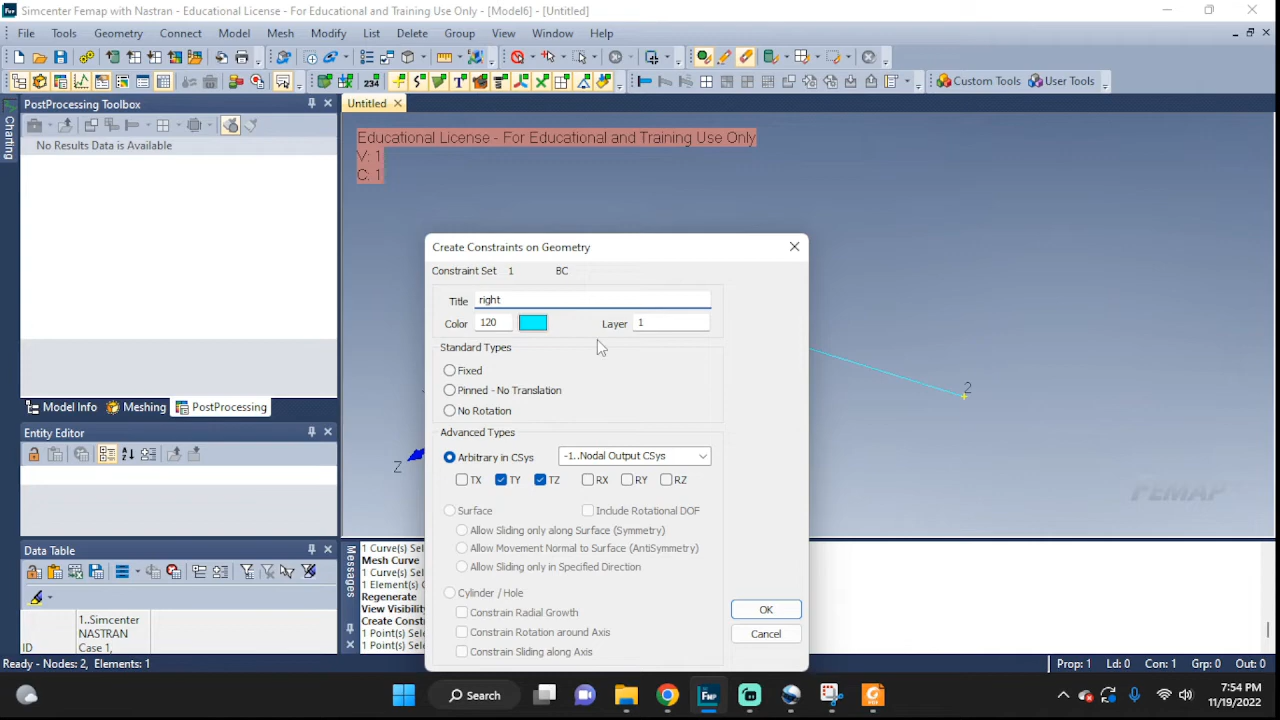 Simcenter Femap with Nastran - Educational License - For Educational and Training Use Only - [Model6] - [Untitled]
File Tools Geometry Connect Model Mesh Modify List Delete Group View Window Help
234 T Custom Tools User Tools
PostProcessing Toolbox
Untitled
Charting
No Results Data is Available
Educational License - For Educational and Training Use Only
V: 1
C: 1
Create Constraints on Geometry
Constraint Set 1 BC
Title right
Color 120 Layer 1
Standard Types
Fixed
Pinned - No Translation
No Rotation
2
Model Info Meshing PostProcessing
Entity Editor
Advanced Types
Arbitrary in CSys -1..Nodal Output CSys
Z
TX TY TZ RX RY RZ
FEMAP
Surface Include Rotational DOF
Allow Sliding only along Surface (Symmetry)
Allow Movement Normal to Surface (AntiSymmetry)
Allow Sliding only in Specified Direction
Cylinder / Hole
Constrain Radial Growth
Constrain Rotation around Axis
Constrain Sliding along Axis
OK
Cancel
Data Table
1..Simcenter
NASTRAN
ID Case 1,
Messages
1 Curve(s) Sel
Mesh Curve
1 Curve(s) Sel
1 Element(s)
Regenerate
View Visibility
Create Constr
1 Point(s) Sel
1 Point(s) Sel
Ready - Nodes: 2, Elements: 1
Prop: 1 Ld: 0 Con: 1 Grp: 0 Out: 0
Search
7:54 PM
11/19/2022